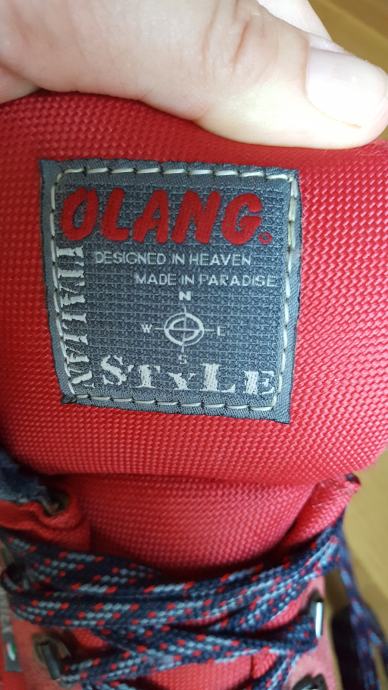 OLANG.
DESIGNED IN HEAVEN
MADE IN PARADISE
N
W E
S
ITALIAN
STyLE